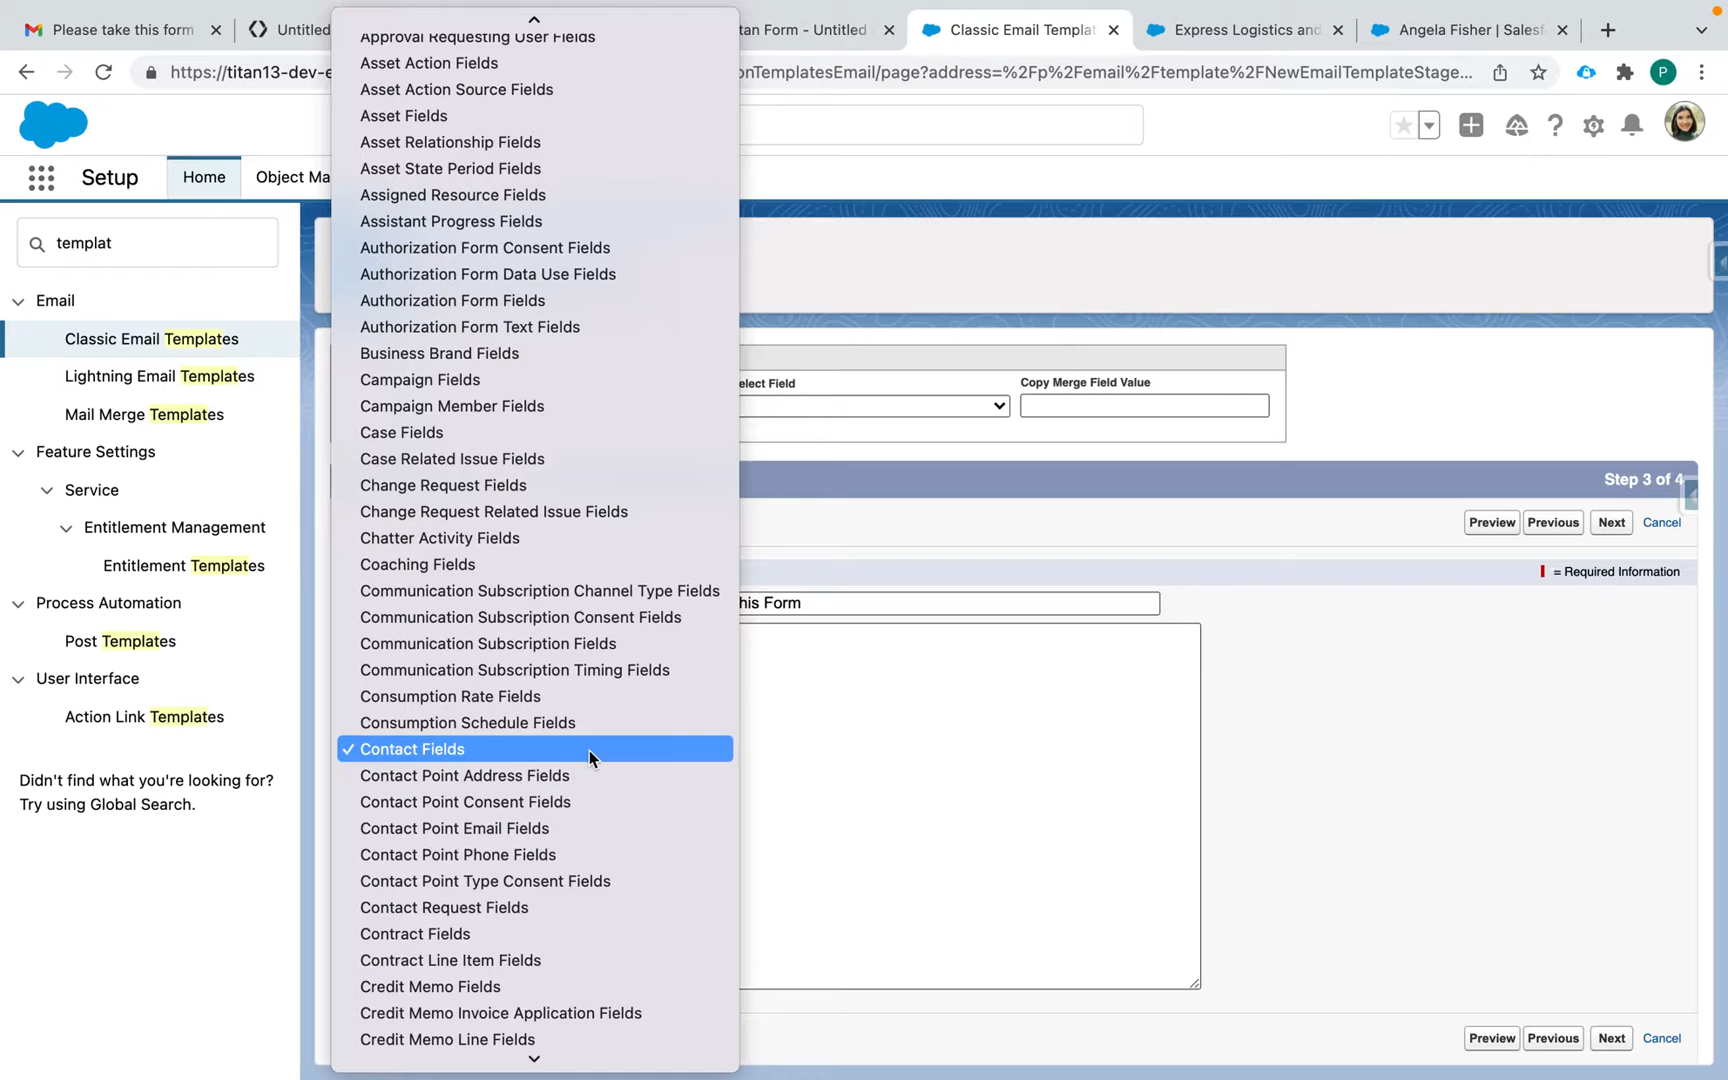 Please take this form
Untitled
tan Form - Untitled
Classic Email Templat
Express Logistics and
Angela Fisher | Salesf
https://titan13-dev-e
onTemplatesEmail/page?address=%2Fp%2Femail%2Ftemplate%2FNewEmailTemplateStage...
P
Setup
Home
Object Ma
templat
Email
Classic Email Templates
Lightning Email Templates
Mail Merge Templates
Feature Settings
Service
Entitlement Management
Entitlement Templates
Process Automation
Post Templates
User Interface
Action Link Templates
Didn't find what you're looking for?
Try using Global Search.
Approval Requesting User Fields
Asset Action Fields
Asset Action Source Fields
Asset Fields
Asset Relationship Fields
Asset State Period Fields
Assigned Resource Fields
Assistant Progress Fields
Authorization Form Consent Fields
Authorization Form Data Use Fields
Authorization Form Fields
Authorization Form Text Fields
Business Brand Fields
Campaign Fields
Campaign Member Fields
Case Fields
Case Related Issue Fields
Change Request Fields
Change Request Related Issue Fields
Chatter Activity Fields
Coaching Fields
Communication Subscription Channel Type Fields
Communication Subscription Consent Fields
Communication Subscription Fields
Communication Subscription Timing Fields
Consumption Rate Fields
Consumption Schedule Fields
✓ Contact Fields
Contact Point Address Fields
Contact Point Consent Fields
Contact Point Email Fields
Contact Point Phone Fields
Contact Point Type Consent Fields
Contact Request Fields
Contract Fields
Contract Line Item Fields
Credit Memo Fields
Credit Memo Invoice Application Fields
Credit Memo Line Fields
elect Field
Copy Merge Field Value
Step 3 of 4
Preview Previous Next Cancel
= Required Information
his Form
Preview Previous Next Cancel